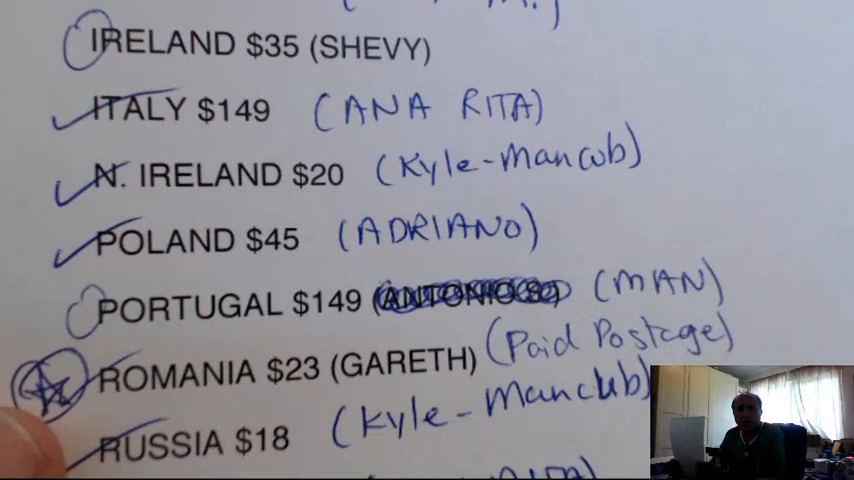 IRELAND $35 (SHEVY)
ITALY $149 (ANA RITA)
N. IRELAND $20 (Kyle-Mancub)
POLAND $45 (ADRIANO)
PORTUGAL $149 (MAN)
ROMANIA $23 (GARETH) (Paid Postage)
RUSSIA $18 (Kyle-Manclub)